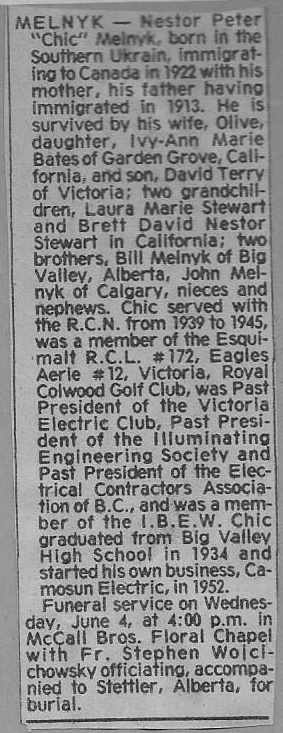 MELNYK — Nestor Peter
"Chic" Melnyk, born in the
Southern Ukrain, immigrat-
ing to Canada in 1922 with his
mother, his father having
immigrated in 1913. He is
survived by his wife, Olive,
daughter, Ivy-Ann Marie
Bates of Garden Grove, Cali-
fornia, and son, David Terry
of Victoria; two grandchil-
dren, Laura Marie Stewart
and Brett David Nestor
Stewart in California; two
brothers, Bill Melnyk of Big
Valley, Alberta, John Mel-
nyk of Calgary, nieces and
nephews. Chic served with
the R.C.N. from 1939 to 1945,
was a member of the Esqui-
malt R.C.L. #172, Eagles
Aerie #12, Victoria, Royal
Colwood Golf Club, was Past
President of the Victoria
Electric Club, Past Presi-
dent of the Illuminating
Engineering Society and
Past President of the Elec-
trical Contractors Associa-
tion of B.C., and was a mem-
ber of the I.B.E.W. Chic
graduated from Big Valley
High School in 1934 and
started his own business, Ca-
mosun Electric, in 1952.
Funeral service on Wednes-
day, June 4, at 4:00 p.m. in
McCall Bros. Floral Chapel
with Fr. Stephen Wojci-
chowsky officiating, accompa-
nied to Stettler, Alberta, for
burial.